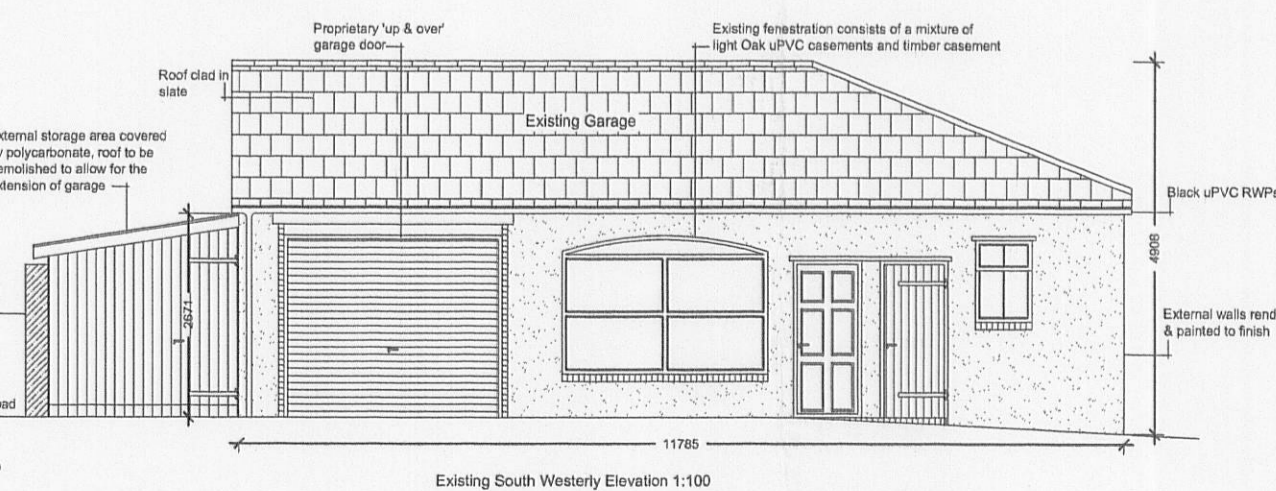 Proprietary 'up & over'
garage door
Existing fenestration consists of a mixture of
light Oak uPVC casements and timber casement
Roof clad in
slate
Existing Garage
xternal storage area covered
y polycarbonate, roof to be
emolished to allow for the
xtension of garage
Black uPVC RWPs
4908
2671
External walls rend
& painted to finish
oad
11785
Existing South Westerly Elevation 1:100